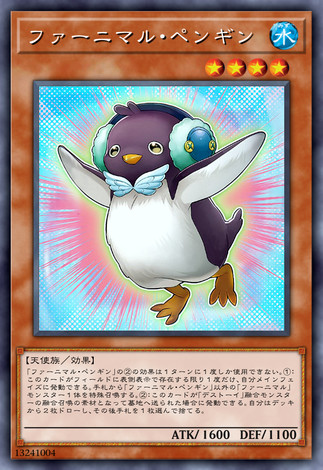 ファーニマル・ペンギン
水
【天使族/効果】
「ファーニマル・ペンギン」の②の効果は1ターンに1度しか使用できない。①:
このカードがフィールドに表側表示で存在する限り1度だけ、自分メインフェ
イズに発動できる。手札から「ファーニマル・ペンギン」以外の「ファーニマル」
モンスター1体を特殊召喚する。②:このカードが「デストーイ」融合モンスタ
ーの融合召喚の素材となって墓地へ送られた場合に発動できる。自分はデッキ
から2枚ドローし、その後手札を1枚選んで捨てる。
ATK/1600 DEF/1100
13241004